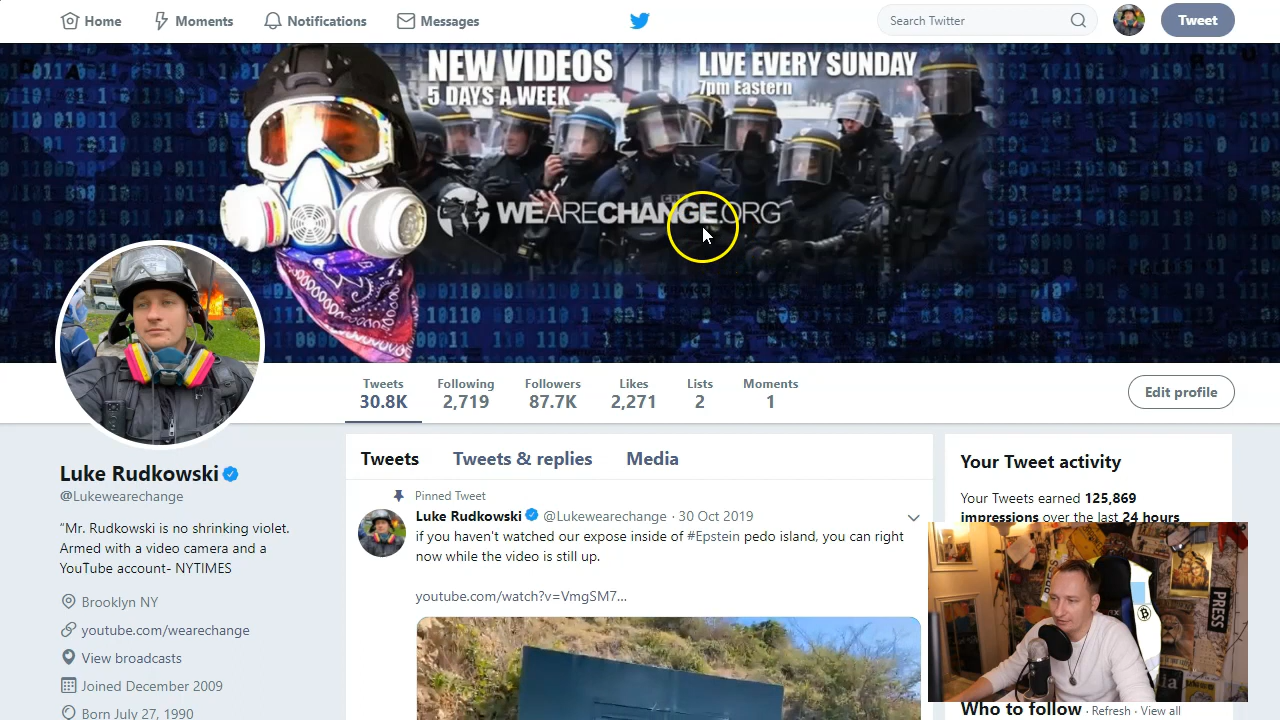 Home Moments Notifications Messages Search Twitter Tweet
NEW VIDEOS
5 DAYS A WEEK
LIVE EVERY SUNDAY
7pm Eastern
WEARECHANGE.ORG
Tweets Following Followers Likes Lists Moments
30.8K 2,719 87.7K 2,271 2 1
Edit profile
Luke Rudkowski
@Lukewearechange
“Mr. Rudkowski is no shrinking violet.
Armed with a video camera and a
YouTube account- NYTIMES
Brooklyn NY
youtube.com/wearechange
View broadcasts
Joined December 2009
Born July 27, 1990
Tweets Tweets & replies Media
Pinned Tweet
Luke Rudkowski @Lukewearechange · 30 Oct 2019
if you haven’t watched our expose inside of #Epstein pedo island, you can right
now while the video is still up.
youtube.com/watch?v=VmgSM7...
Your Tweet activity
Your Tweets earned 125,869
impressions over the last 24 hours
PRESS
Who to follow · Refresh · View all